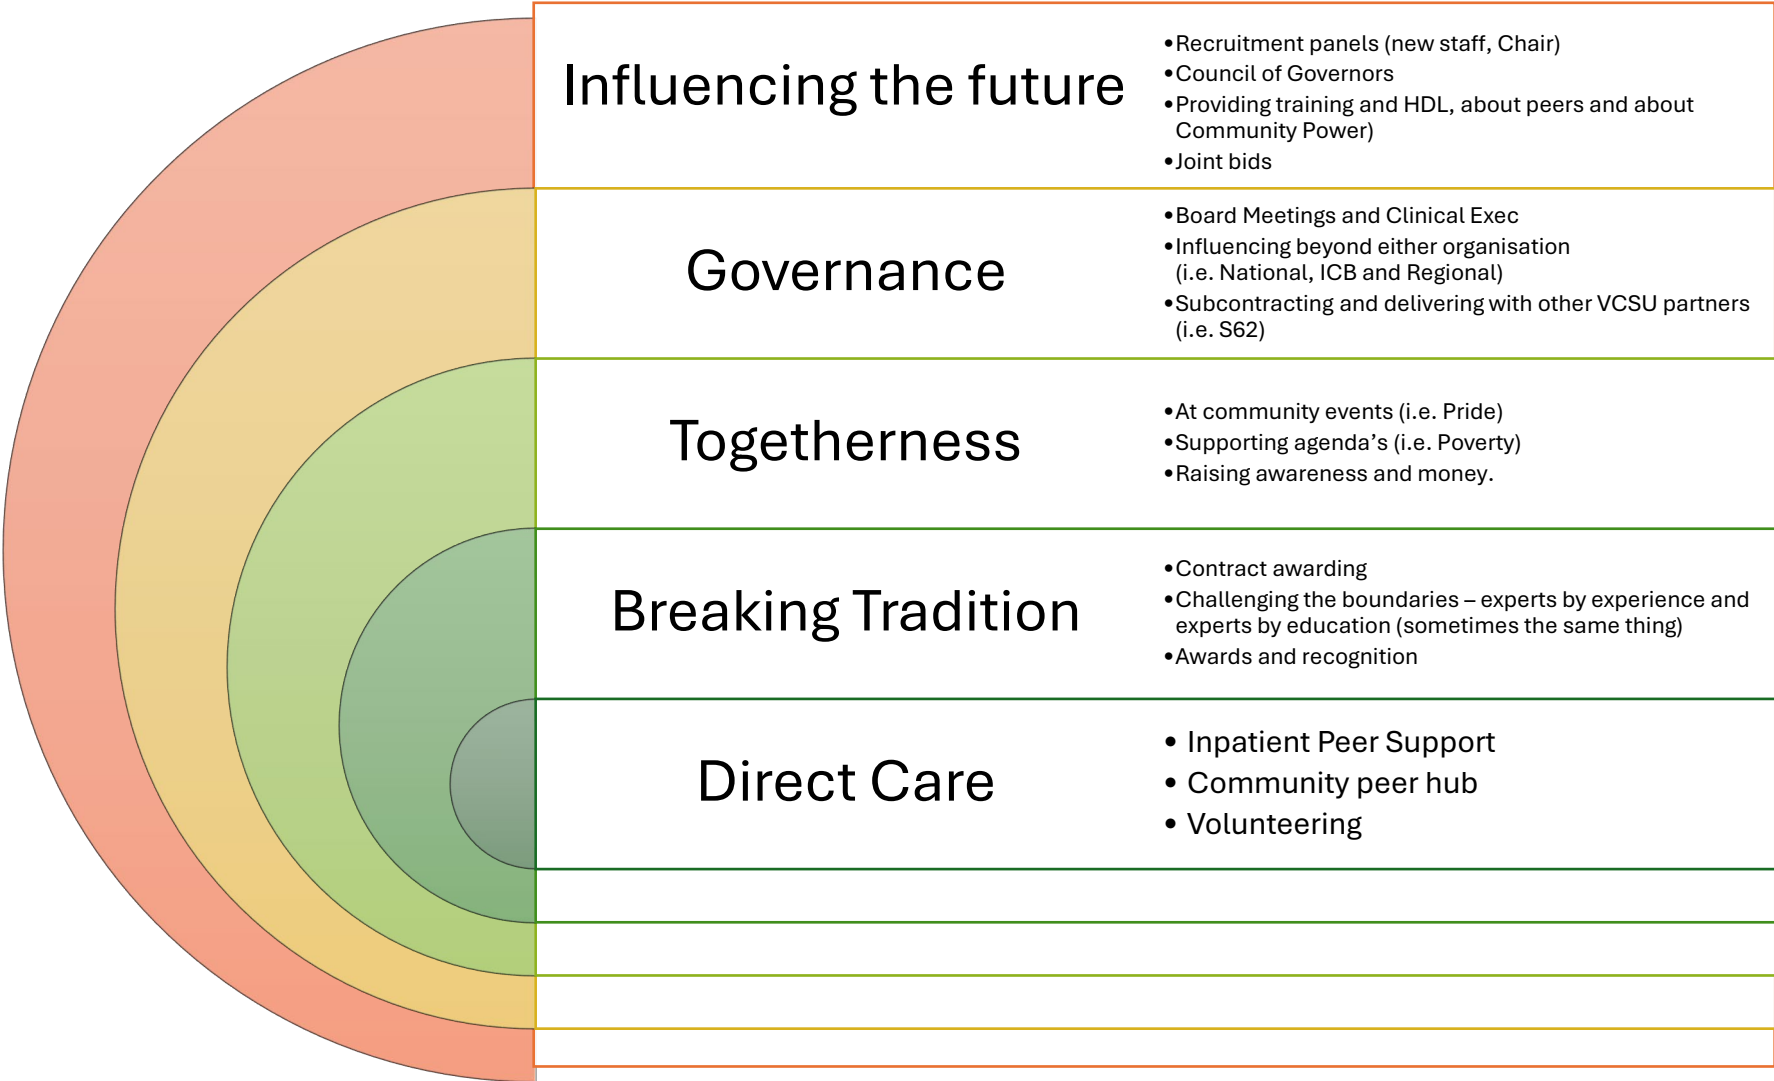 Influencing the future
•Recruitment panels (new staff, Chair)
•Council of Governors
•Providing training and HDL, about peers and about
Community Power)
•Joint bids
Governance
•Board Meetings and Clinical Exec
•Influencing beyond either organisation
(i.e. National, ICB and Regional)
•Subcontracting and delivering with other VCSU partners
(i.e. S62)
Togetherness
•At community events (i.e. Pride)
•Supporting agenda’s (i.e. Poverty)
•Raising awareness and money.
Breaking Tradition
•Contract awarding
•Challenging the boundaries – experts by experience and
experts by education (sometimes the same thing)
•Awards and recognition
Direct Care
• Inpatient Peer Support
• Community peer hub
• Volunteering